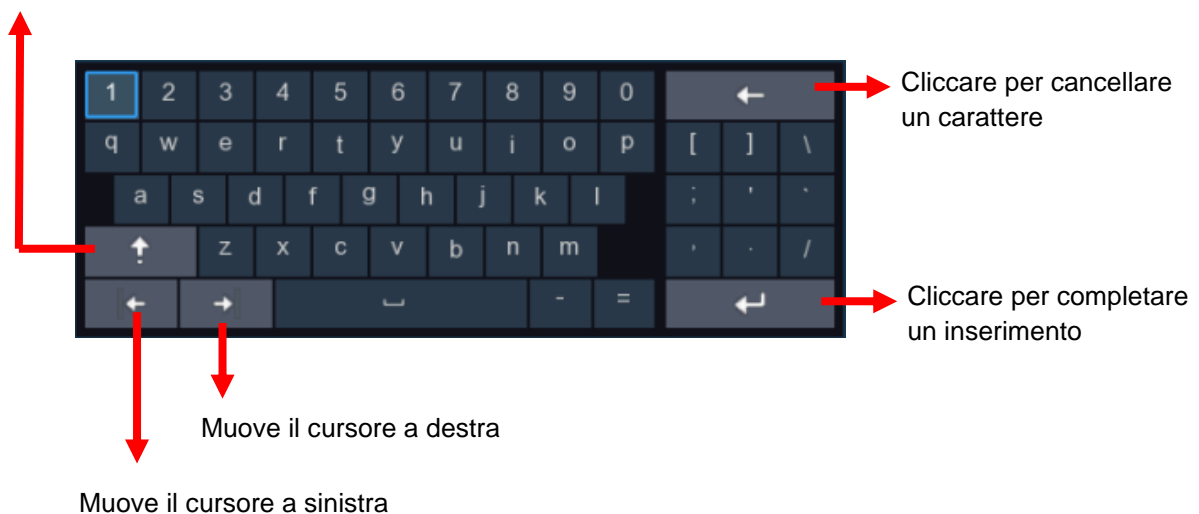 1 2 3 4 5 6 7 8 9 0 ←
q w e r t y u i o p [ ] \
a s d f g h j k l ; ' `
z x c v b n m , . /
- =
Cliccare per cancellare
un carattere
Cliccare per completare
un inserimento
Muove il cursore a destra
Muove il cursore a sinistra